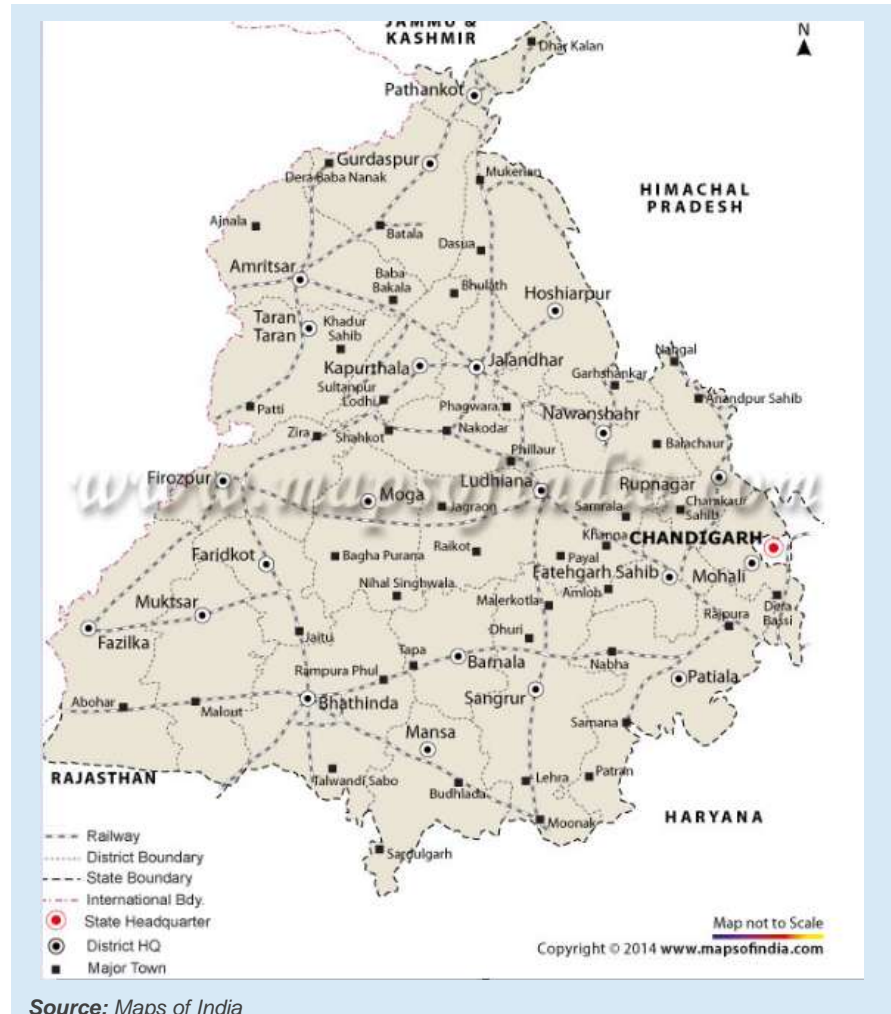 JAMMU &
KASHMIR
N
Dhar Kalan
Pathankot
Gurdaspur
Dera Baba Nanak
Mukerian
HIMACHAL
PRADESH
Ajnala
Batala
Dasua
Amritsar
Baba
Bakala
Bhulath
Hoshiarpur
Taran
Taran
Khadur
Sahib
Kapurthala
Jalandhar
Nangal
Garhshankar
Sultanpur
Lodhi
Anandpur Sahib
Patti
Phagwara
Nawanshahr
Zira
Shahkot
Nakodar
Balachaur
Phillaur
www.mapsofindia.com
Firozpur
Ludhiana
Rupnagar
Moga
Jagraon
Samrala
Chamkaur
Sahib
CHANDIGARH
Khanna
Faridkot
Bagha Purana
Raikot
Payal
Fatehgarh Sahib
Mohali
Nihal Singhwala
Amloh
Muktsar
Malerkotla
Dera
Bassi
Rajpura
Fazilka
Jaitu
Dhuri
Tapa
Barnala
Nabha
Rampura Phul
Patiala
Abohar
Malout
Bhathinda
Sangrur
Samana
Mansa
RAJASTHAN
Talwandi Sabo
Budhlada
Lehra
Patran
Moonak
HARYANA
Sardulgarh
Railway
District Boundary
State Boundary
International Bdy.
State Headquarter
District HQ
Major Town
Map not to Scale
Copyright © 2014 www.mapsofindia.com
Source: Maps of India